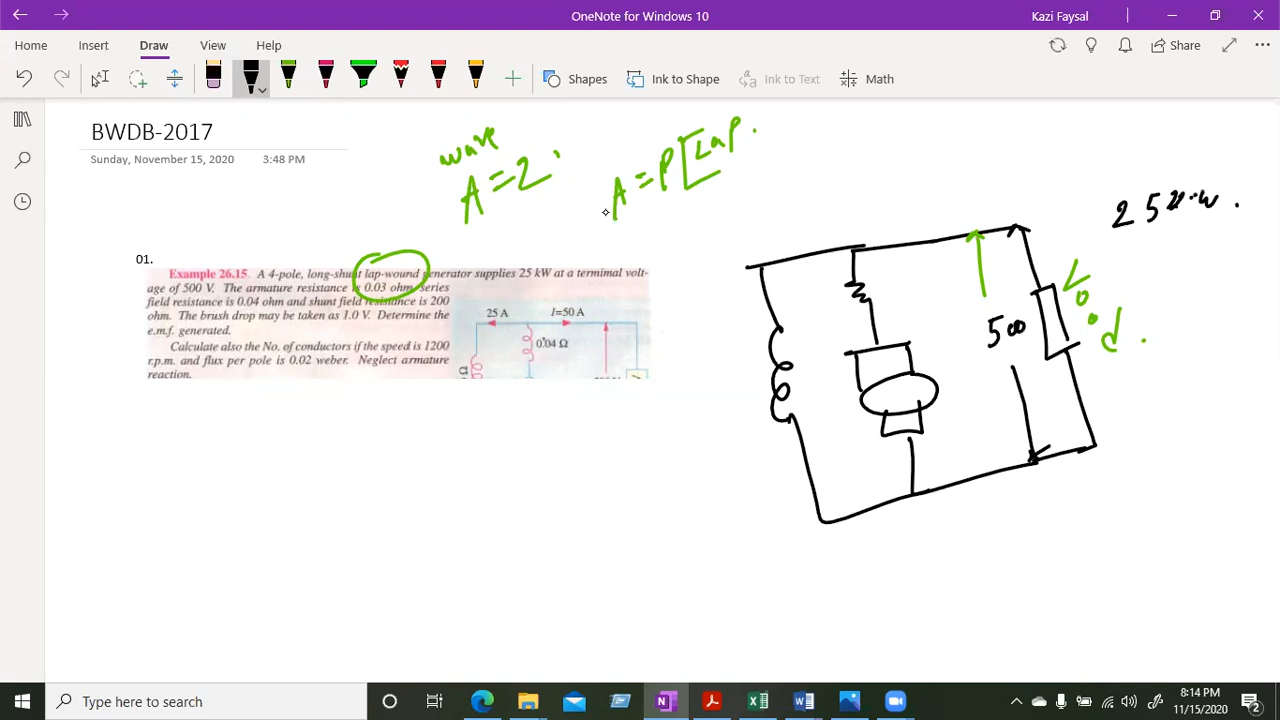 OneNote for Windows 10
Kazi Faysal
Home Insert Draw View Help
Share
Shapes
Ink to Shape
Ink to Text
Math
BWDB-2017
Sunday, November 15, 2020 3:48 PM
wave
A=2
A=P[Lap.
01.
Example 26.15. A 4-pole, long-shunt lap-wound generator supplies 25 kW at a termimal volt-
age of 500 V. The armature resistance is 0.03 ohm, series
field resistance is 0.04 ohm and shunt field resistance is 200
ohm. The brush drop may be taken as 1.0 V. Determine the
e.m.f. generated.
Calculate also the No. of conductors if the speed is 1200
r.p.m. and flux per pole is 0.02 weber. Neglect armature
reaction.
25 A I=50 A
0.04 Ω
Ω
500
Type here to search
8:14 PM
11/15/2020
2